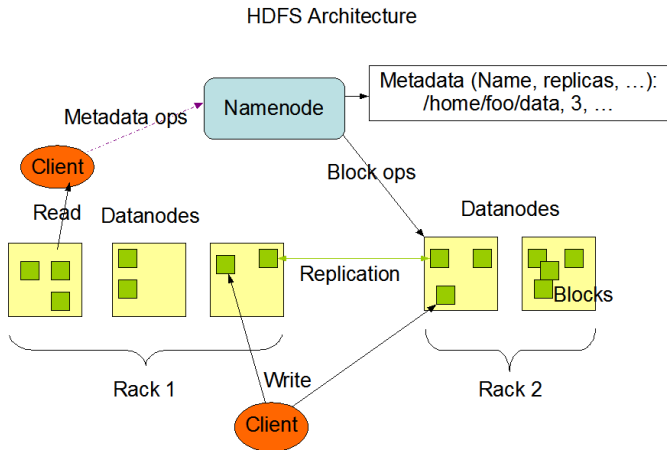 HDFS Architecture
Metadata (Name, replicas, …):
/home/foo/data, 3, …
Namenode
Metadata ops
Client
Block ops
Read
Datanodes
Datanodes
Replication
Blocks
Rack 1
Write
Rack 2
Client